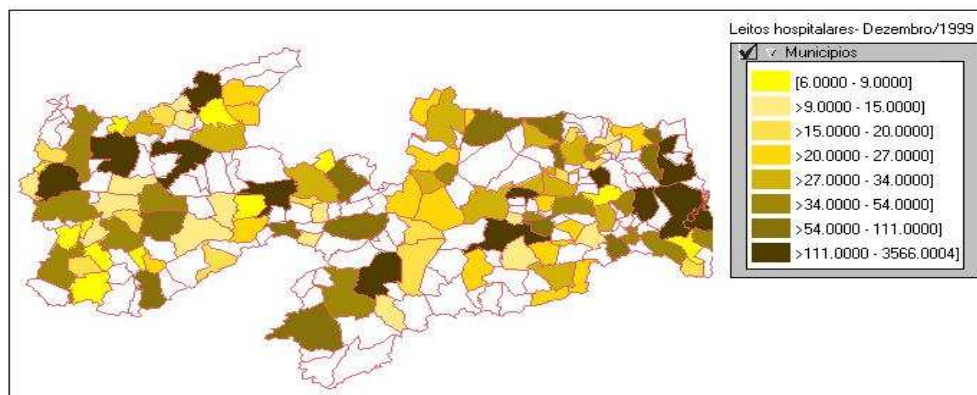 Leitos hospitalares- Dezembro/1999
Municipios
[6.0000 - 9.0000]
>9.0000 - 15.0000]
>15.0000 - 20.0000]
>20.0000 - 27.0000]
>27.0000 - 34.0000]
>34.0000 - 54.0000]
>54.0000 - 111.0000]
>111.0000 - 3566.0004]